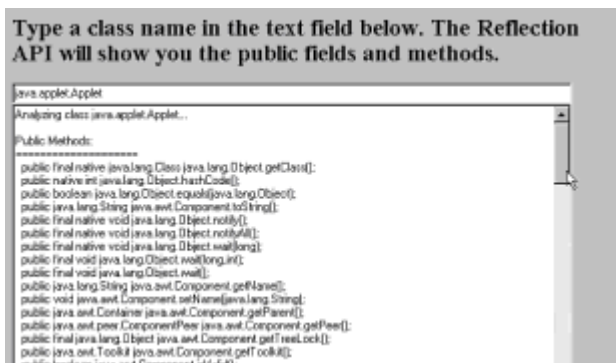 Type a class name in the text field below. The Reflection
API will show you the public fields and methods.
java.applet.Applet
Analyzing class java.applet.Applet...
Public Methods:
=====================
public final native java.lang.Class java.lang.Object.getClass();
public native int java.lang.Object.hashCode();
public boolean java.lang.Object.equals(java.lang.Object);
public java.lang.String java.awt.Component.toString();
public final native void java.lang.Object.notify();
public final native void java.lang.Object.notifyAll();
public final native void java.lang.Object.wait(long);
public final void java.lang.Object.wait(long,int);
public final void java.lang.Object.wait();
public java.lang.String java.awt.Component.getName();
public void java.awt.Component.setName(java.lang.String);
public java.awt.Container java.awt.Component.getParent();
public java.awt.peer.ComponentPeer java.awt.Component.getPeer();
public final java.lang.Object java.awt.Component.getTreeLock();
public java.awt.Toolkit java.awt.Component.getToolkit();